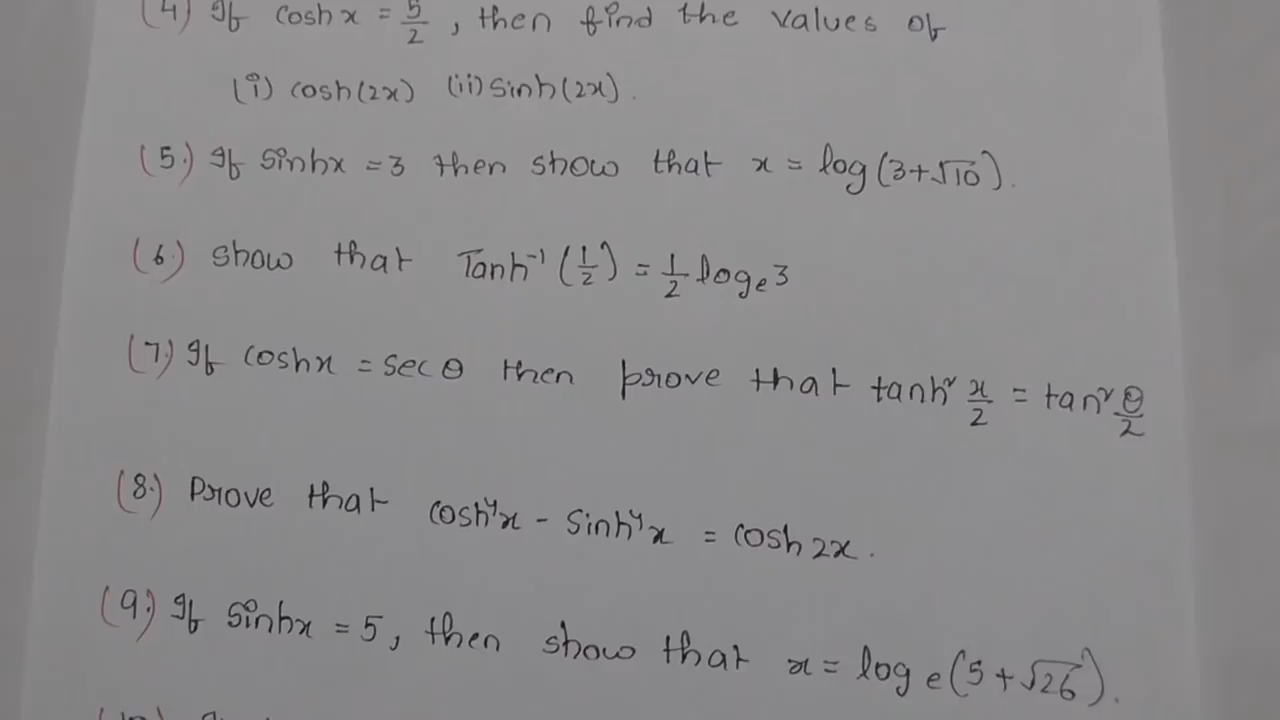 (4) If cosh x = 5/2, then find the values of
(i) cosh(2x) (ii) sinh(2x).
(5.) If sinhx = 3 then show that x = log(3+√10).
(6.) show that Tanh⁻¹(1/2) = 1/2 logₑ3
(7.) If coshx = sec θ then prove that tanh² x/2 = tan² θ/2
(8.) Prove that cosh⁴x - sinh⁴x = cosh 2x.
(9.) If sinhx = 5, then show that x = logₑ(5+√26).